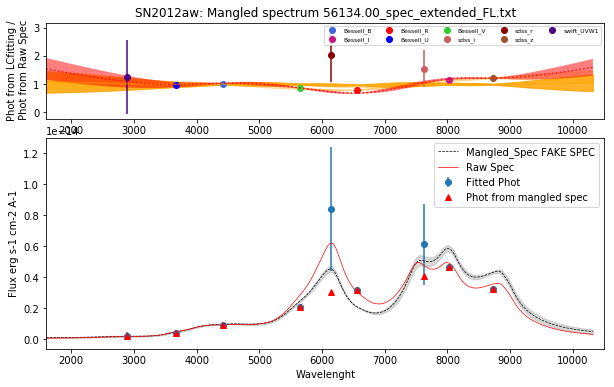 SN2012aw: Mangled spectrum 56134.00_spec_extended_FL.txt
Phot from LCfitting /
Phot from Raw Spec
3
2
1
0
Bessell_B
Bessell_I
Bessell_R
Bessell_U
Bessell_V
sdss_i
sdss_r
sdss_z
swift_UVW1
2000 3000 4000 5000 6000 7000 8000 9000 10000
1e−14
Flux erg s-1 cm-2 A-1
1.2
1.0
0.8
0.6
0.4
0.2
0.0
Mangled_Spec FAKE SPEC
Raw Spec
Fitted Phot
Phot from mangled spec
2000 3000 4000 5000 6000 7000 8000 9000 10000
Wavelenght